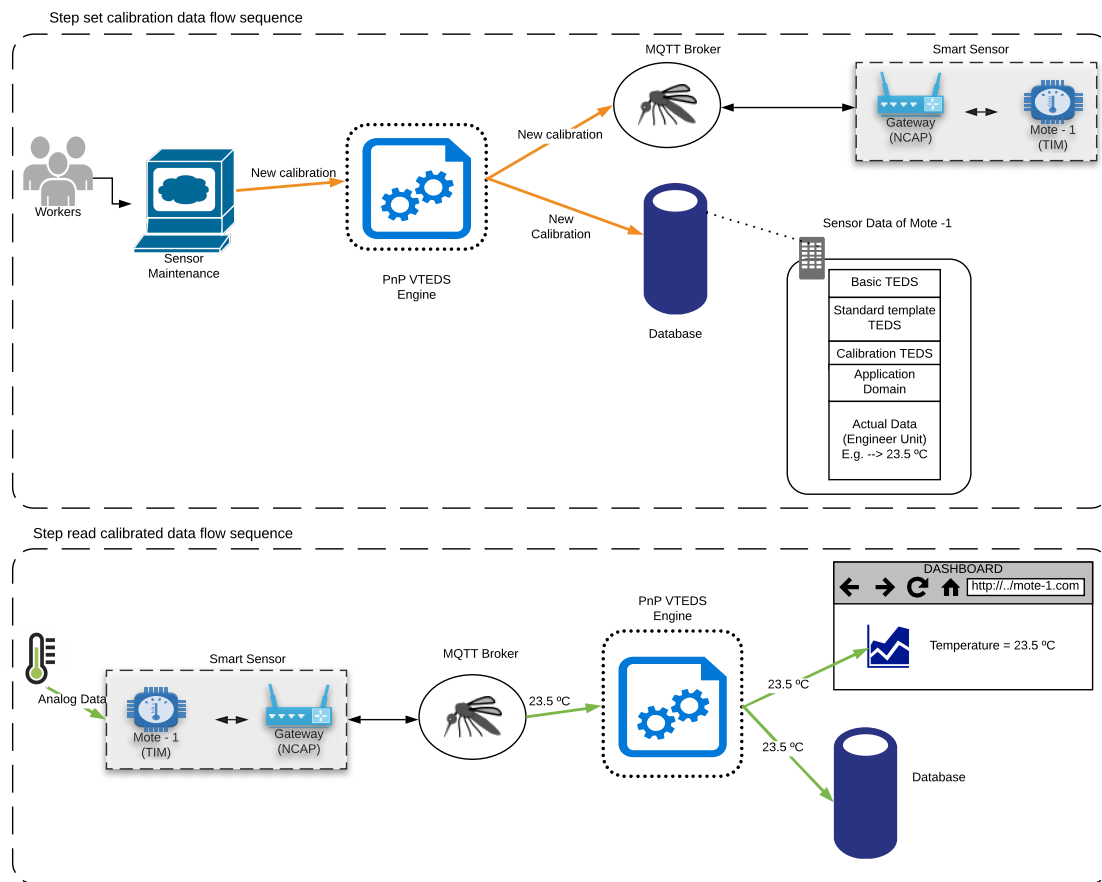 Step set calibration data flow sequence
MQTT Broker
Smart Sensor
Gateway
(NCAP)
Mote - 1
(TIM)
New calibration
New calibration
Workers
Sensor
Maintenance
New
Calibration
Sensor Data of Mote -1
PnP VTEDS
Engine
Database
Basic TEDS
Standard template
TEDS
Calibration TEDS
Application
Domain
Actual Data
(Engineer Unit)
E.g. --> 23.5 ºC
Step read calibrated data flow sequence
DASHBOARD
http://../mote-1.com
PnP VTEDS
Engine
Temperature = 23.5 ºC
MQTT Broker
Smart Sensor
Analog Data
Mote - 1
(TIM)
Gateway
(NCAP)
23.5 ºC
23.5 ºC
23.5 ºC
Database